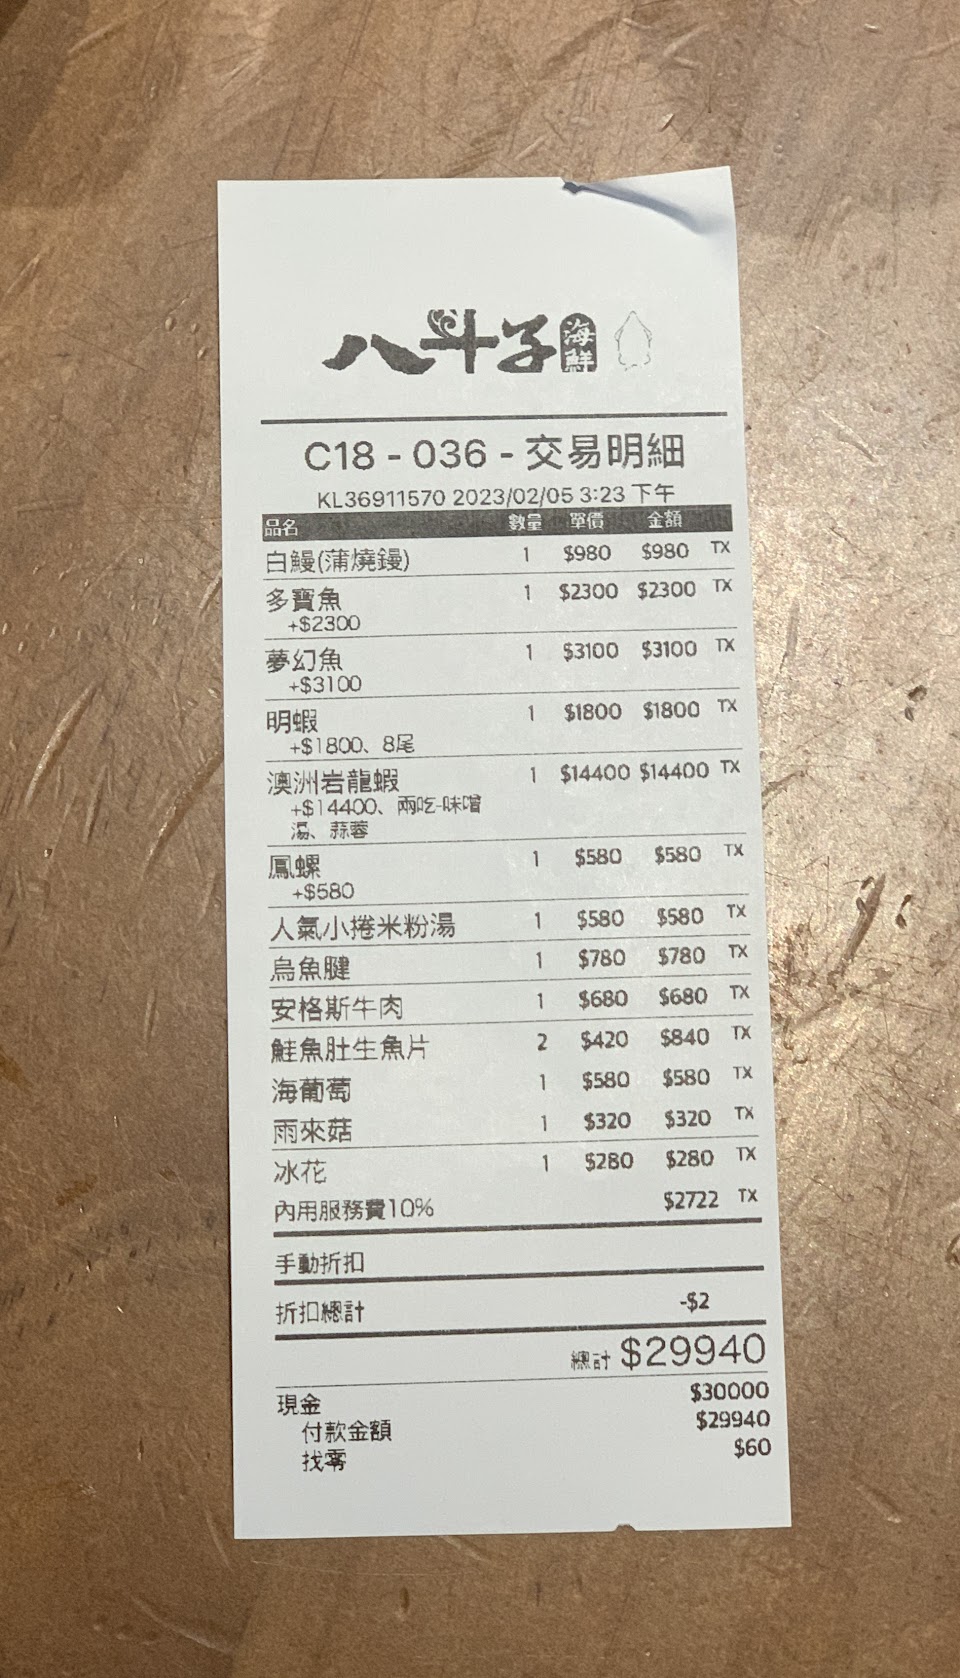 八斗子 海鮮
C18 - 036 - 交易明細
KL36911570 2023/02/05 3:23 下午
品名 數量 單價 金額
白鰻(蒲燒鏝) 1 $980 $980 TX
多寶魚 1 $2300 $2300 TX
+$2300
夢幻魚 1 $3100 $3100 TX
+$3100
明蝦 1 $1800 $1800 TX
+$1800、8尾
澳洲岩龍蝦 1 $14400 $14400 TX
+$14400、兩吃-味噌
湯、蒜蓉
鳳螺 1 $580 $580 TX
+$580
人氣小捲米粉湯 1 $580 $580 TX
烏魚腱 1 $780 $780 TX
安格斯牛肉 1 $680 $680 TX
鮭魚肚生魚片 2 $420 $840 TX
海葡萄 1 $580 $580 TX
雨來菇 1 $320 $320 TX
冰花 1 $280 $280 TX
內用服務費10% $2722 TX
手動折扣
折扣總計 -$2
總計 $29940
現金 $30000
付款金額 $29940
找零 $60